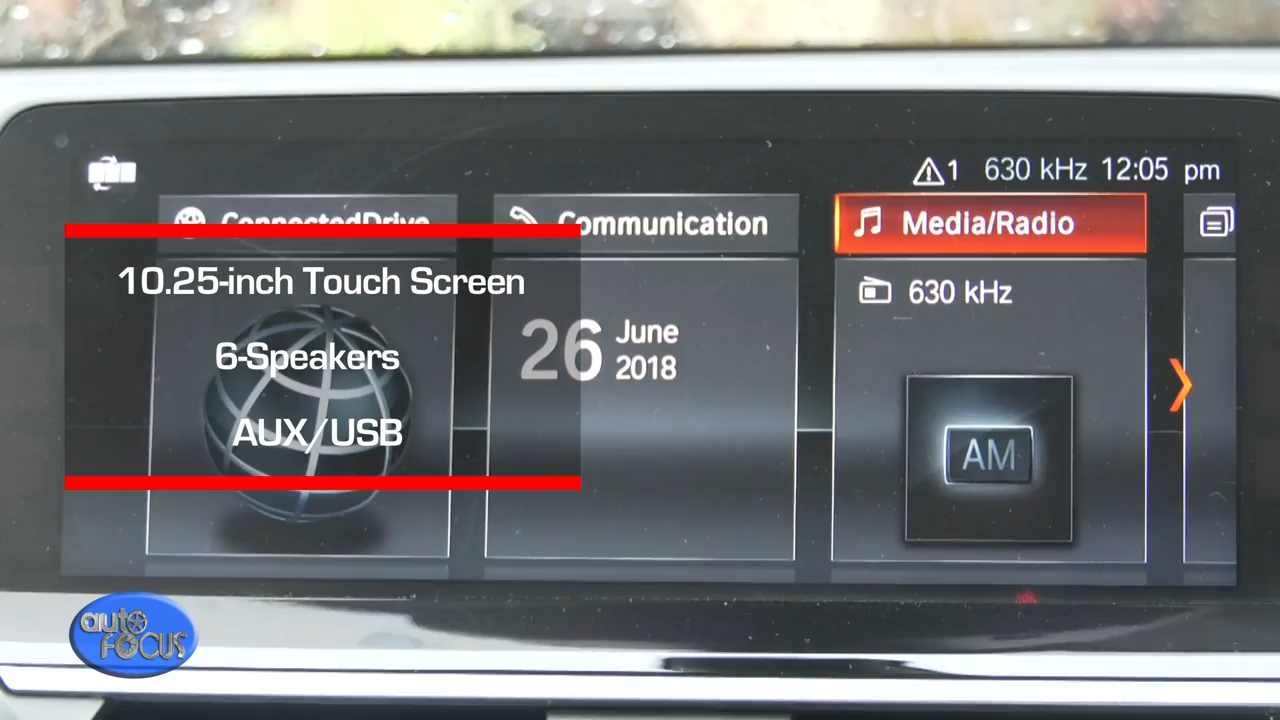 1 630 kHz 12:05 pm
ConnectedDrive
Communication
Media/Radio
10.25-inch Touch Screen
6-Speakers
AUX/USB
26 June
2018
630 kHz
AM
auto
FOCUS